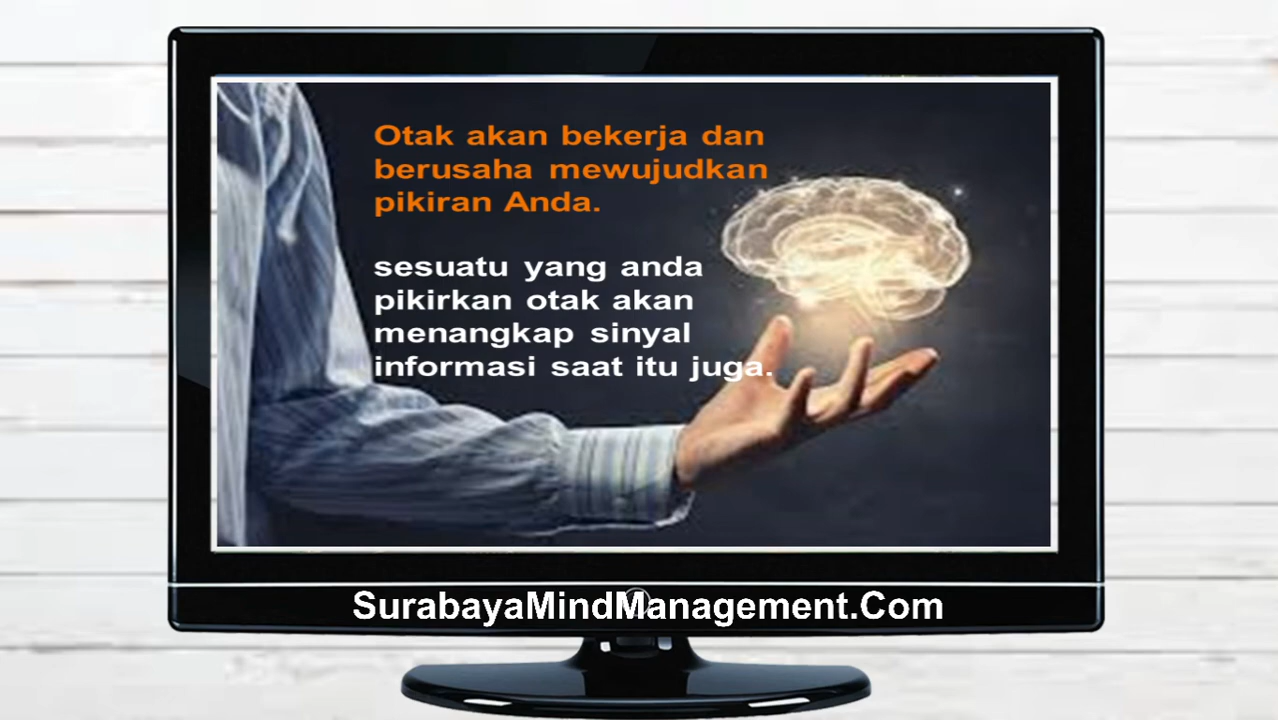 Otak akan bekerja dan
berusaha mewujudkan
pikiran Anda.
sesuatu yang anda
pikirkan otak akan
menangkap sinyal
informasi saat itu juga.
SurabayaMindManagement.Com